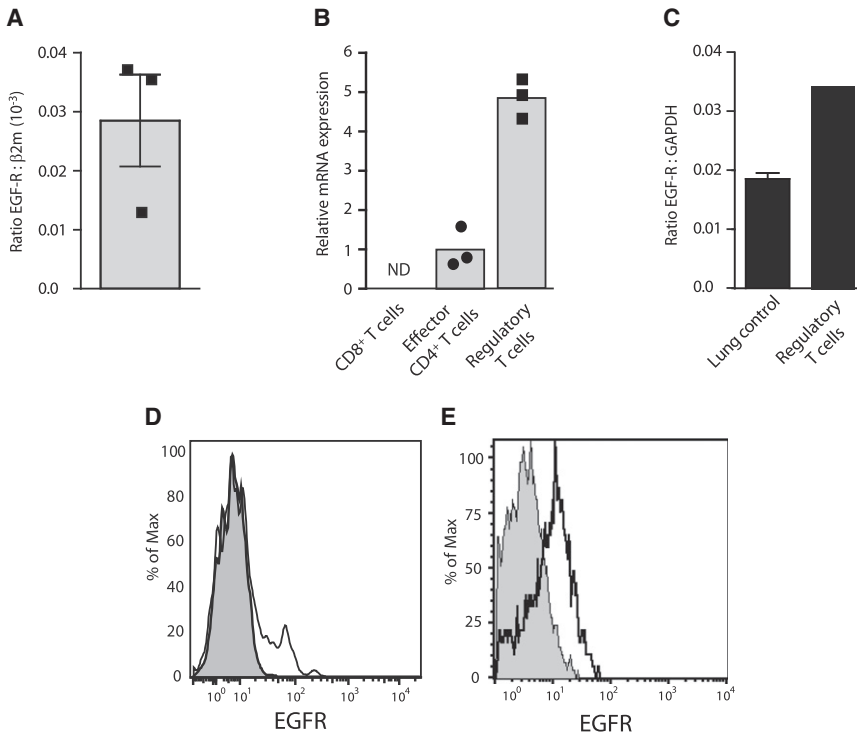 A
Ratio EGF-R : β2m (10⁻³)
0.04
0.03
0.02
0.01
0.0
B
Relative mRNA expression
6
5
4
3
2
1
0
ND
CD8⁺ T cells
Effector
CD4⁺ T cells
Regulatory
T cells
C
Ratio EGF-R : GAPDH
0.04
0.03
0.02
0.01
0.0
Lung control
Regulatory
T cells
D
% of Max
100
80
60
40
20
0
10⁰ 10¹ 10² 10³ 10⁴
EGFR
E
% of Max
100
75
50
25
0
10⁰ 10¹ 10² 10³ 10⁴
EGFR